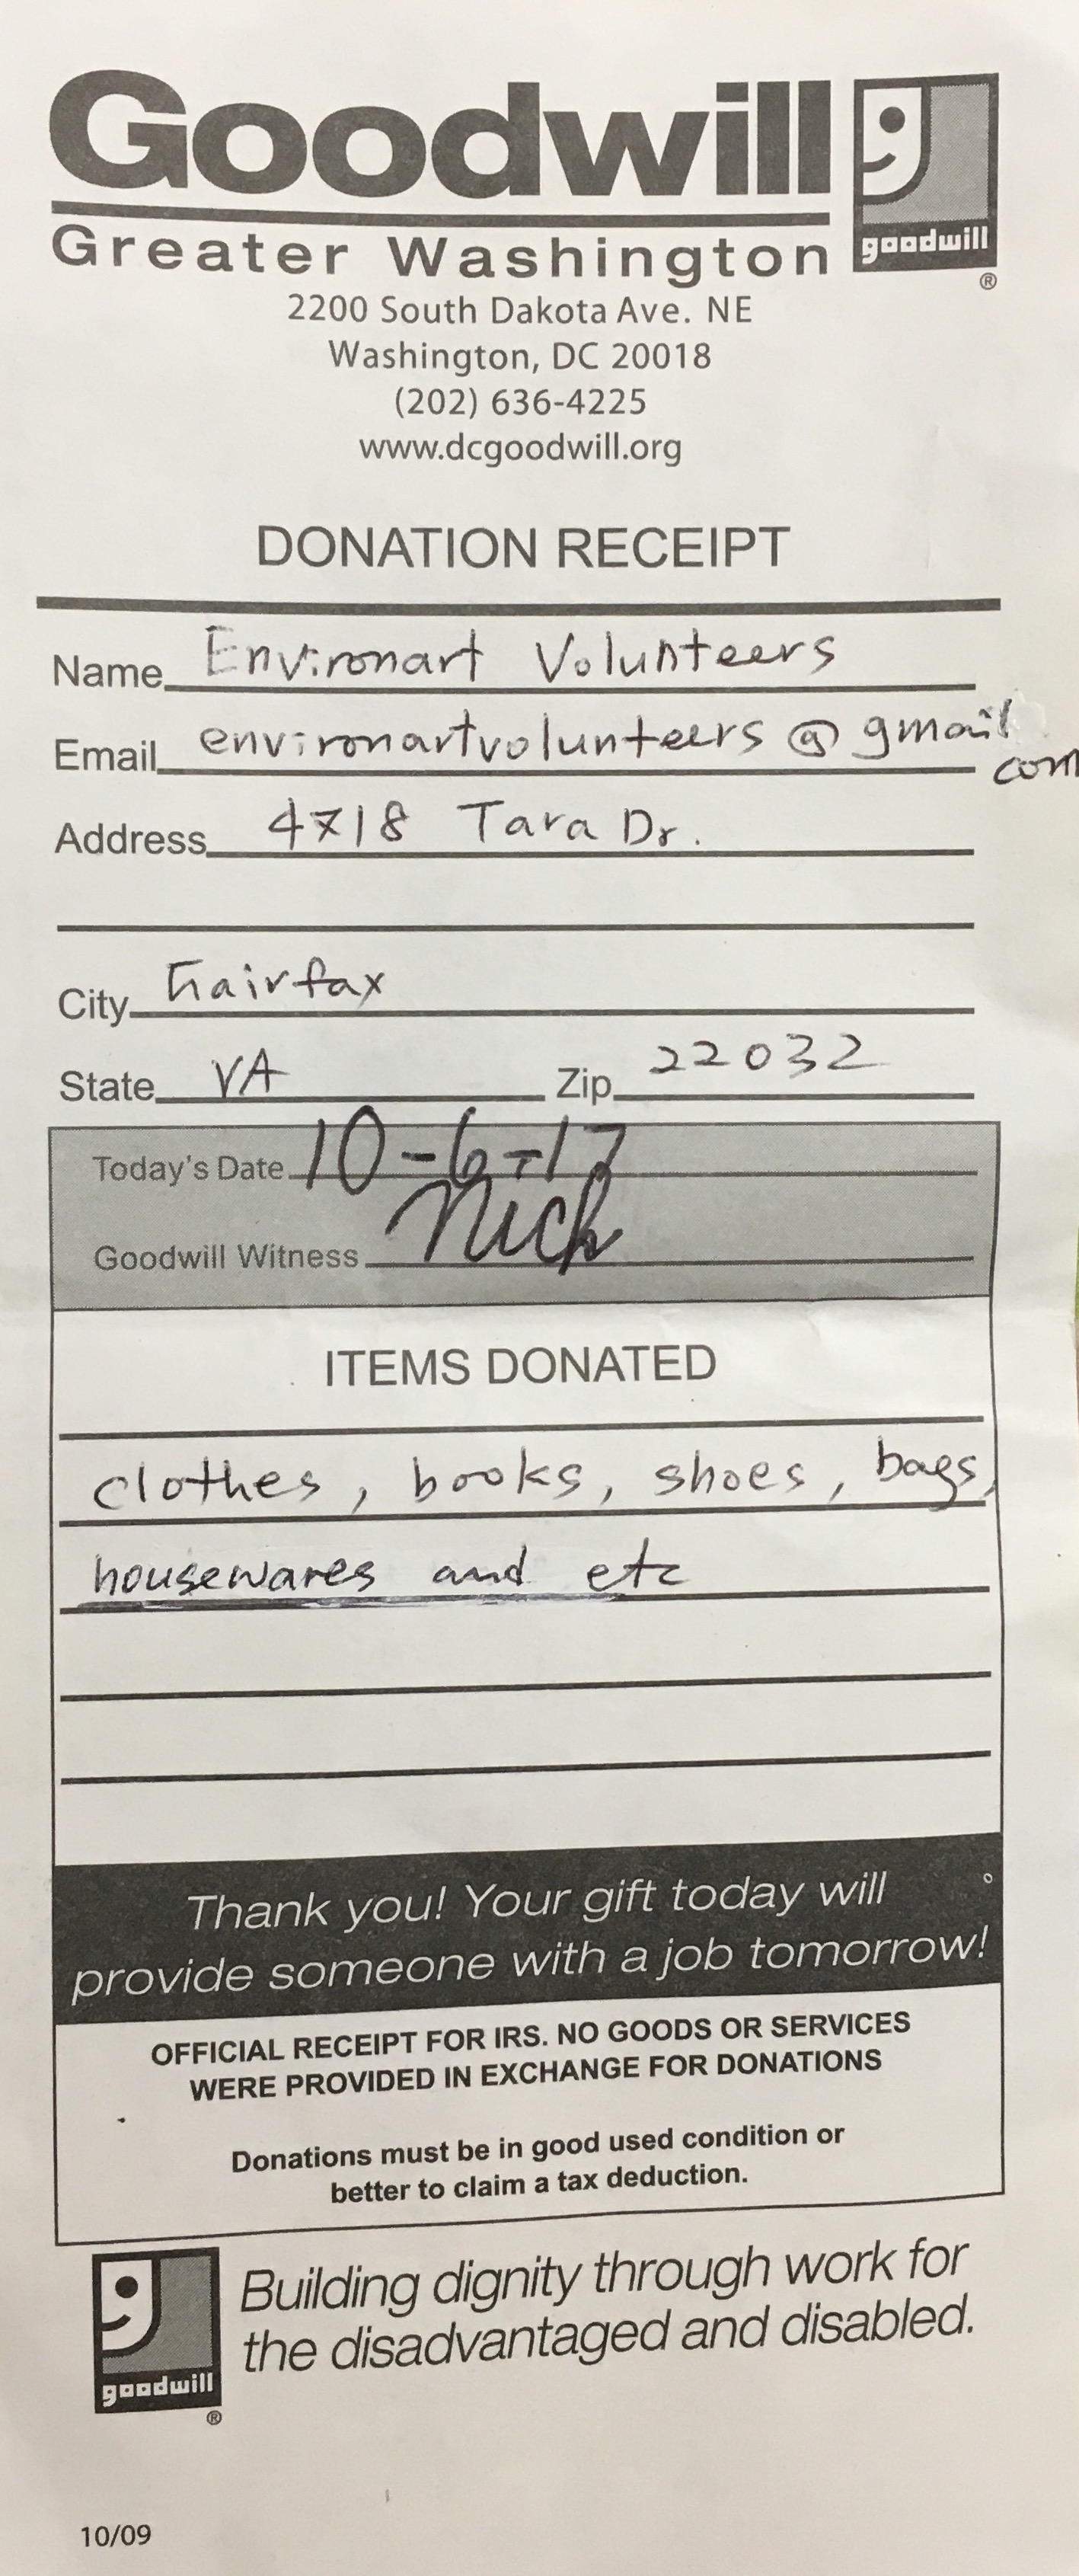 Goodwill
goodwill
®
Greater Washington
2200 South Dakota Ave. NE
Washington, DC 20018
(202) 636-4225
www.dcgoodwill.org
DONATION RECEIPT
Name Environart Volunteers
Email environartvolunteers @ gmail
com
Address 4718 Tara Dr.
City Fairfax
State VA Zip 22032
Today's Date 10-6-17
Goodwill Witness Nick
ITEMS DONATED
clothes, books, shoes, bags,
housewares and etc
Thank you! Your gift today will
provide someone with a job tomorrow!
OFFICIAL RECEIPT FOR IRS. NO GOODS OR SERVICES
WERE PROVIDED IN EXCHANGE FOR DONATIONS
Donations must be in good used condition or
better to claim a tax deduction.
Building dignity through work for
the disadvantaged and disabled.
goodwill
®
10/09